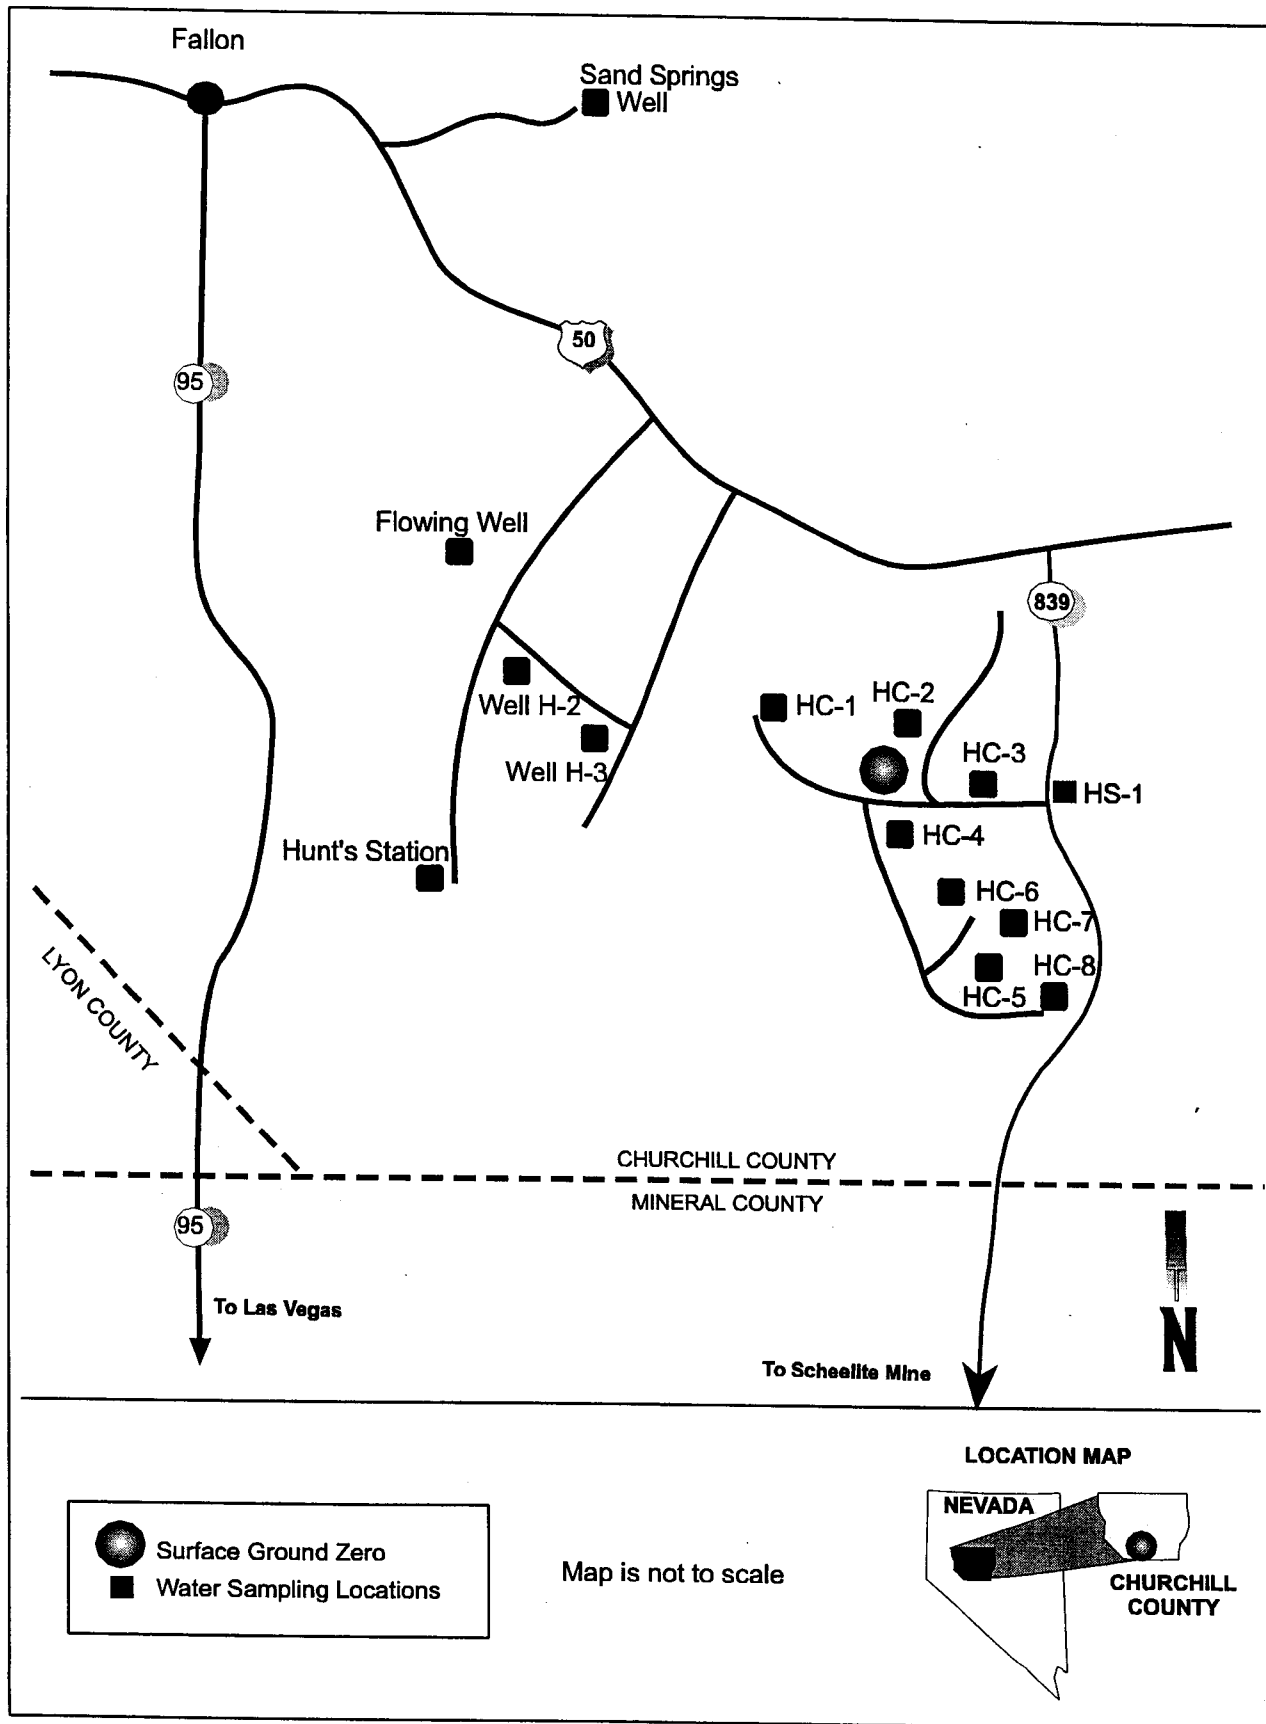 Fallon
Sand Springs
Well
50
95
Flowing Well
839
HC-1
HC-2
Well H-2
HC-3
Well H-3
HS-1
HC-4
Hunt's Station
HC-6
HC-7
HC-8
HC-5
LYON COUNTY
CHURCHILL COUNTY
MINERAL COUNTY
95
To Las Vegas
N
To Scheelite Mine
LOCATION MAP
NEVADA
CHURCHILL
COUNTY
Surface Ground Zero
Water Sampling Locations
Map is not to scale